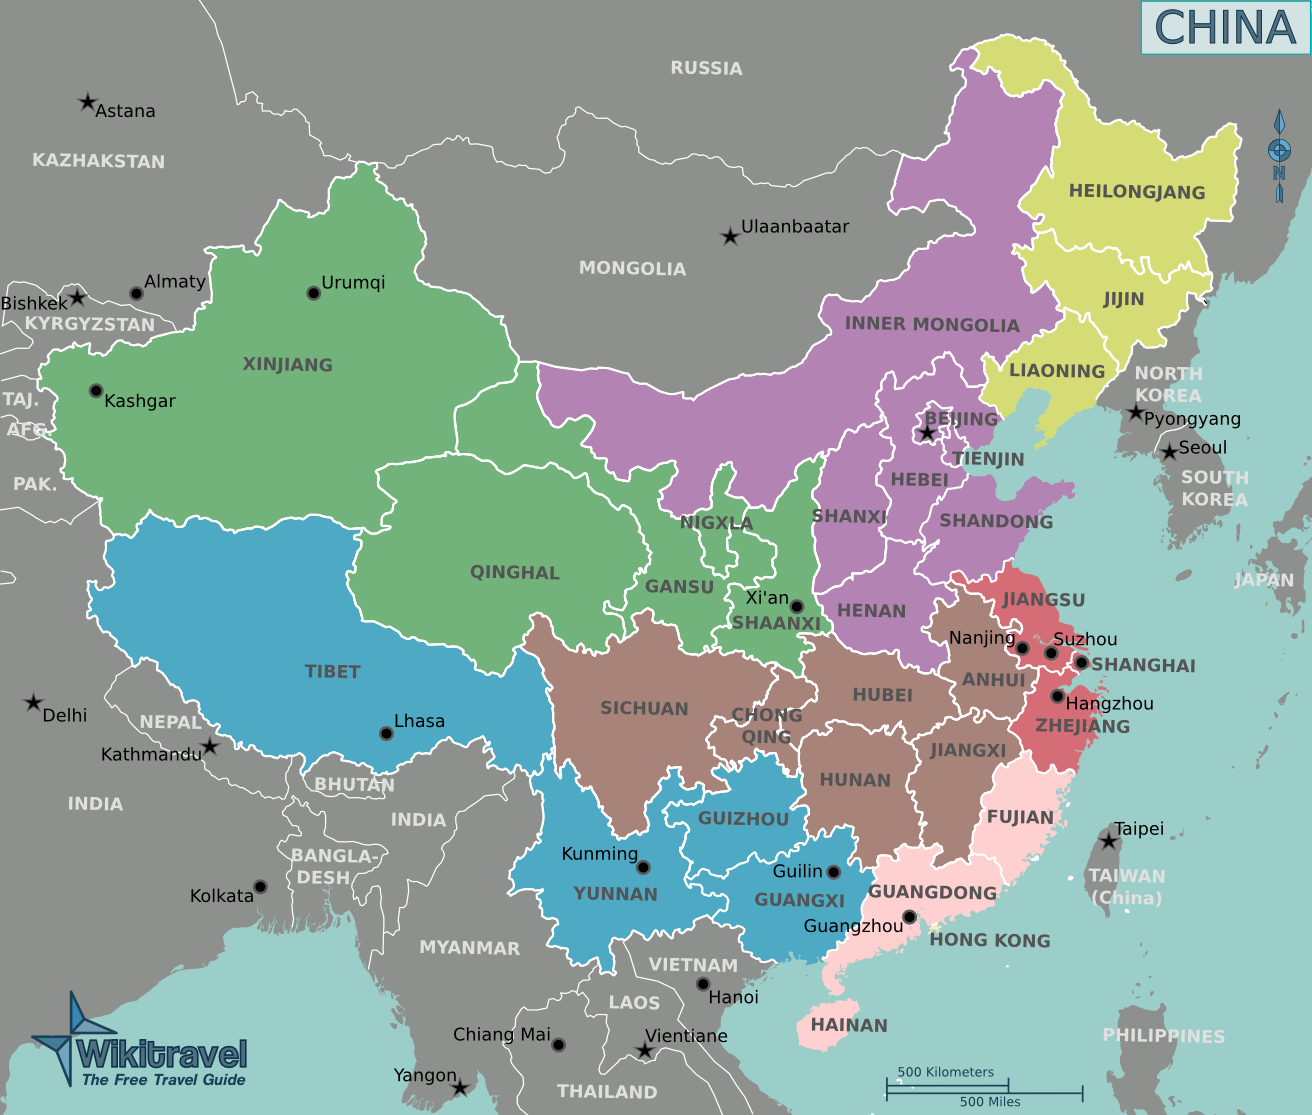 CHINA
RUSSIA
Astana
KAZHAKSTAN
N
HEILONGJANG
Ulaanbaatar
MONGOLIA
Almaty
Urumqi
Bishkek
KYRGYZSTAN
JIJIN
INNER MONGOLIA
XINJIANG
LIAONING
NORTH
KOREA
TAJ.
Kashgar
Pyongyang
BEIJING
AFG.
Seoul
TIENJIN
PAK.
HEBEI
SOUTH
KOREA
NIGXLA
SHANXI
SHANDONG
QINGHAL
GANSU
JAPAN
Xi'an
JIANGSU
HENAN
SHAANXI
Nanjing
Suzhou
SHANGHAI
TIBET
ANHUI
HUBEI
Hangzhou
SICHUAN
CHONG
QING
ZHEJIANG
Delhi
NEPAL
Lhasa
Kathmandu
JIANGXI
BHUTAN
HUNAN
INDIA
INDIA
GUIZHOU
FUJIAN
Taipei
Kunming
BANGLA-
DESH
Guilin
TAIWAN
(China)
Kolkata
YUNNAN
GUANGXI
GUANGDONG
Guangzhou
HONG KONG
MYANMAR
VIETNAM
Hanoi
LAOS
HAINAN
Chiang Mai
Vientiane
PHILIPPINES
Wikitravel
The Free Travel Guide
Yangon
THAILAND
500 Kilometers
500 Miles